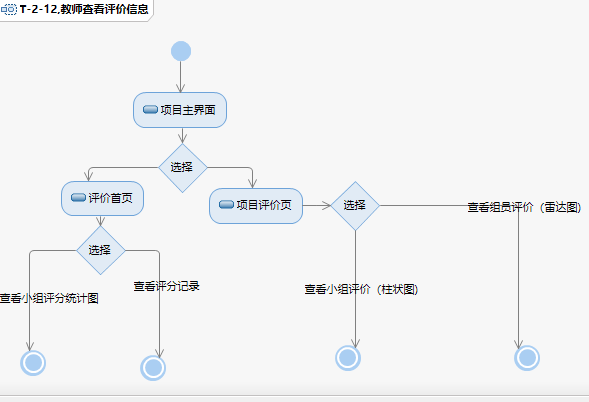 T-2-12,教师查看评价信息
项目主界面
选择
评价首页
项目评价页
选择
查看组员评价（雷达图）
选择
查看评分记录
查看小组评价（柱状图）
查看小组评分统计图